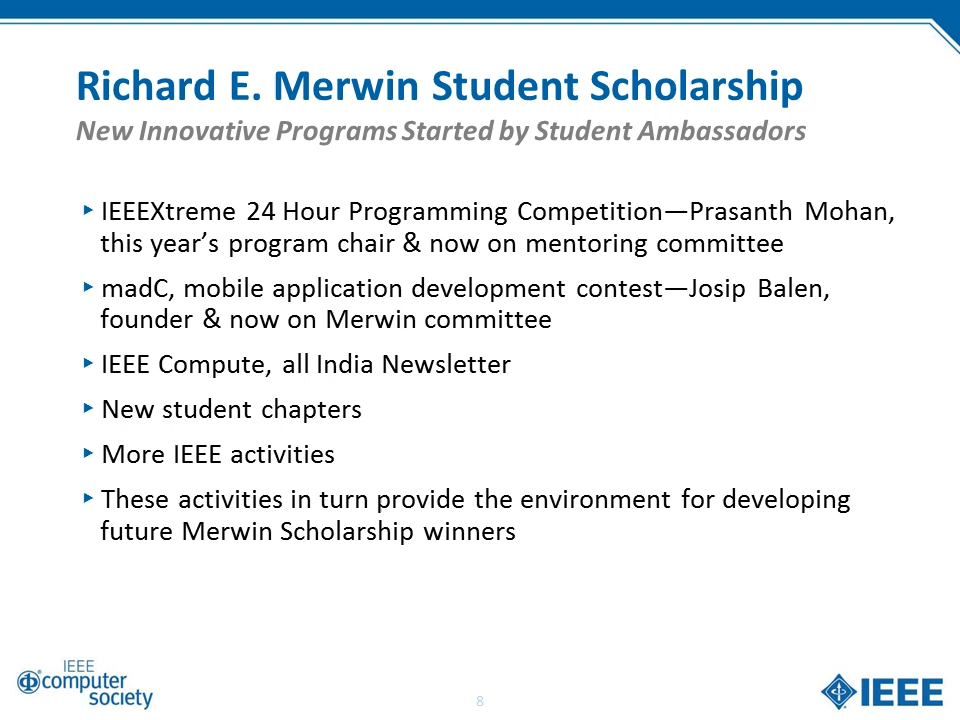 Richard E. Merwin Student Scholarship
New Innovative Programs Started by Student Ambassadors
▸ IEEEXtreme 24 Hour Programming Competition—Prasanth Mohan,
this year’s program chair & now on mentoring committee
▸ madC, mobile application development contest—Josip Balen,
founder & now on Merwin committee
▸ IEEE Compute, all India Newsletter
▸ New student chapters
▸ More IEEE activities
▸ These activities in turn provide the environment for developing
future Merwin Scholarship winners
IEEE
computer
society
8
IEEE